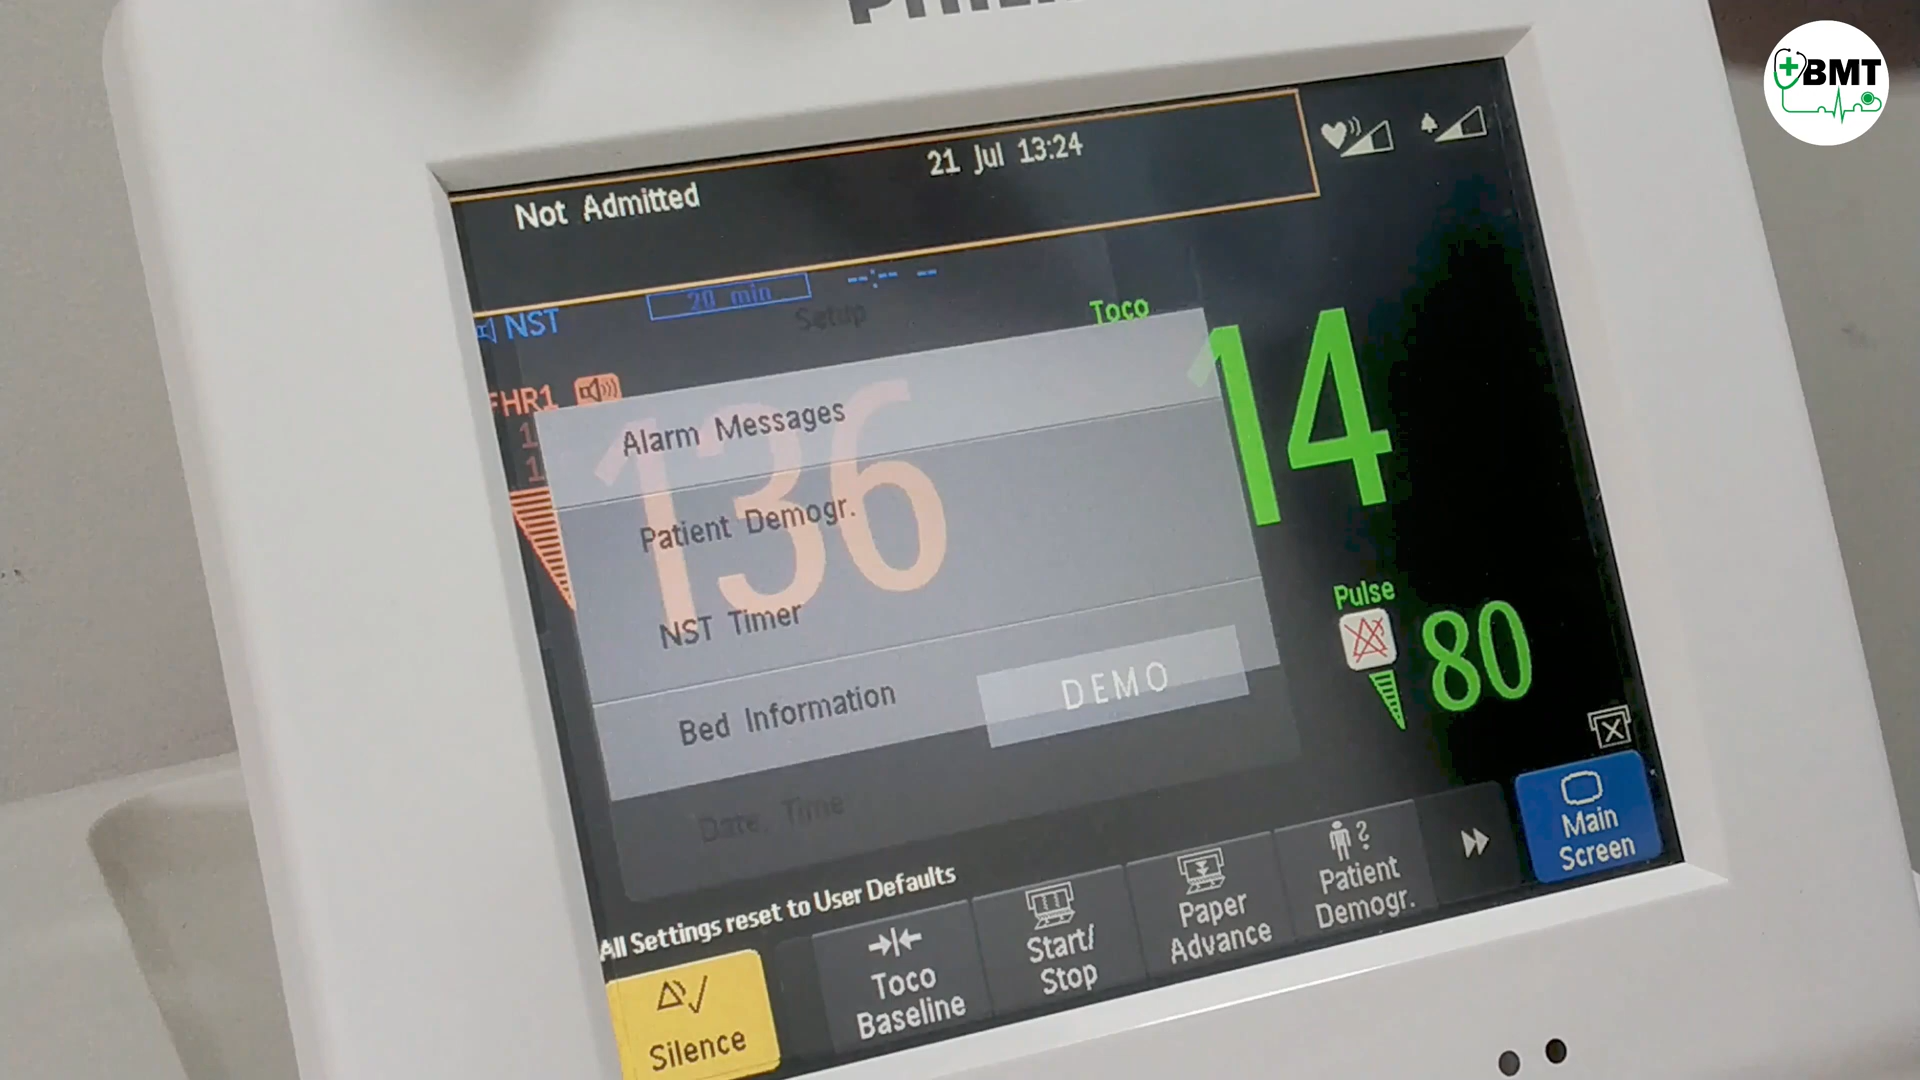 BMT
21 Jul 13:24
Not Admitted
20 min
--:-- --
NST
Setup
Toco
14
FHR1
136
Alarm Messages
Patient Demogr.
NST Timer
Pulse
80
Bed Information
DEMO
Date, Time
All Settings reset to User Defaults
Silence
Toco
Baseline
Start/
Stop
Paper
Advance
Patient
Demogr.
Main
Screen